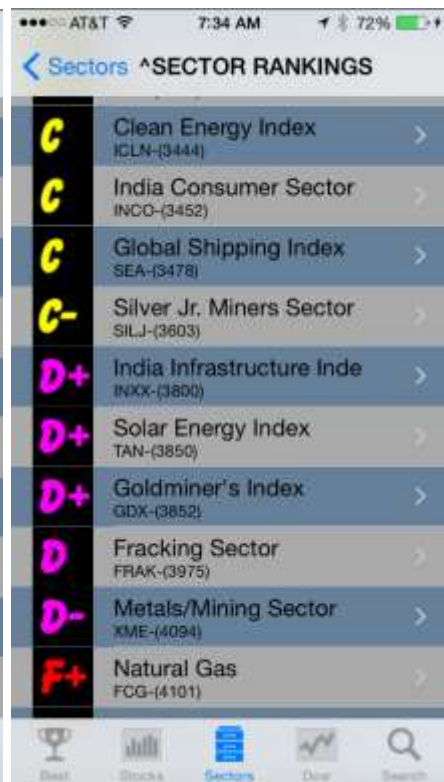 AT&T 7:34 AM 72%
Sectors ^SECTOR RANKINGS
C Clean Energy Index
ICLN-(3444)
C India Consumer Sector
INCO-(3452)
C Global Shipping Index
SEA-(3478)
C- Silver Jr. Miners Sector
SILJ-(3603)
D+ India Infrastructure Inde
INXX-(3800)
D+ Solar Energy Index
TAN-(3850)
D+ Goldminer's Index
GDX-(3852)
D Fracking Sector
FRAK-(3975)
D- Metals/Mining Sector
XME-(4094)
F+ Natural Gas
FCG-(4101)
Best Stocks Sectors Dow Search